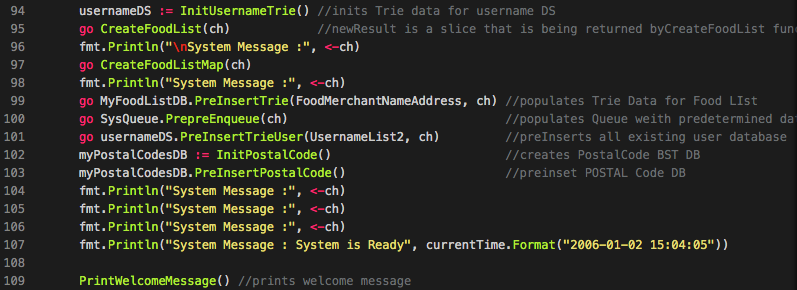 94 usernameDS := InitUsernameTrie() //inits Trie data for username DS
95 go CreateFoodList(ch) //newResult is a slice that is being returned byCreateFoodList fun
96 fmt.Println("\nSystem Message :", <-ch)
97 go CreateFoodListMap(ch)
98 fmt.Println("System Message :", <-ch)
99 go MyFoodListDB.PreInsertTrie(FoodMerchantNameAddress, ch) //populates Trie Data for Food LIst
100 go SysQueue.PrepreEnqueue(ch) //populates Queue weith predetermined dat
101 go usernameDS.PreInsertTrieUser(UsernameList2, ch) //preInserts all existing user database
102 myPostalCodesDB := InitPostalCode() //creates PostalCode BST DB
103 myPostalCodesDB.PreInsertPostalCode() //preinset POSTAL Code DB
104 fmt.Println("System Message :", <-ch)
105 fmt.Println("System Message :", <-ch)
106 fmt.Println("System Message :", <-ch)
107 fmt.Println("System Message : System is Ready", currentTime.Format("2006-01-02 15:04:05"))
108
109 PrintWelcomeMessage() //prints welcome message